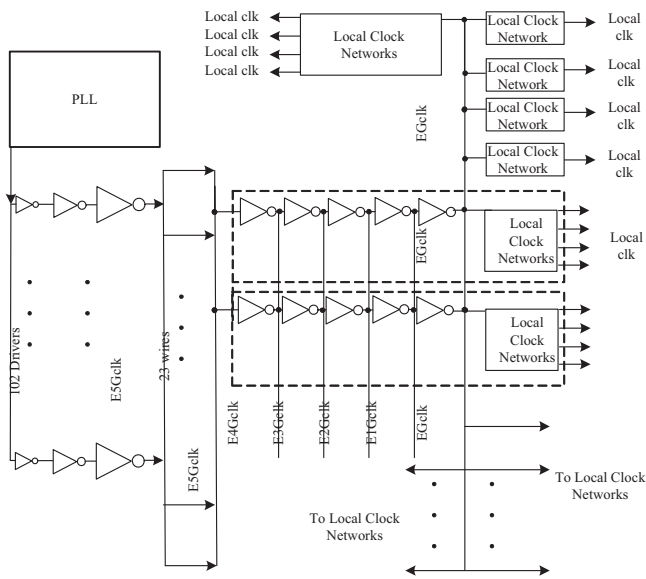 Local clk
Local clk
Local clk
Local clk
Local Clock
Networks
Local Clock
Network
Local
clk
Local Clock
Network
Local
clk
Local Clock
Network
Local
clk
Local Clock
Network
Local
clk
PLL
EGclk
EGclk
Local
Clock
Networks
Local
clk
Local
Clock
Networks
102 Drivers
E5Gclk
23 wires
E5Gclk
E4Gclk
E3Gclk
E2Gclk
E1Gclk
EGclk
To Local Clock
Networks
To Local Clock
Networks